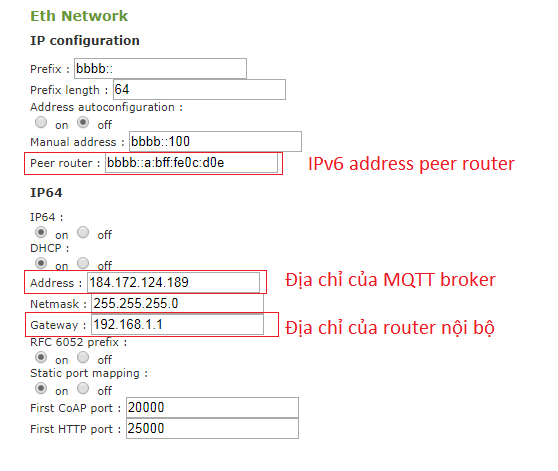 Eth Network
IP configuration
Prefix : bbbb::
Prefix length : 64
Address autoconfiguration :
on off
Manual address : bbbb::100
Peer router : bbbb::a:bff:fe0c:d0e IPv6 address peer router
IP64
IP64 :
on off
DHCP :
on off
Address : 184.172.124.189 Địa chỉ của MQTT broker
Netmask : 255.255.255.0
Gateway : 192.168.1.1 Địa chỉ của router nội bộ
RFC 6052 prefix :
on off
Static port mapping :
on off
First CoAP port : 20000
First HTTP port : 25000